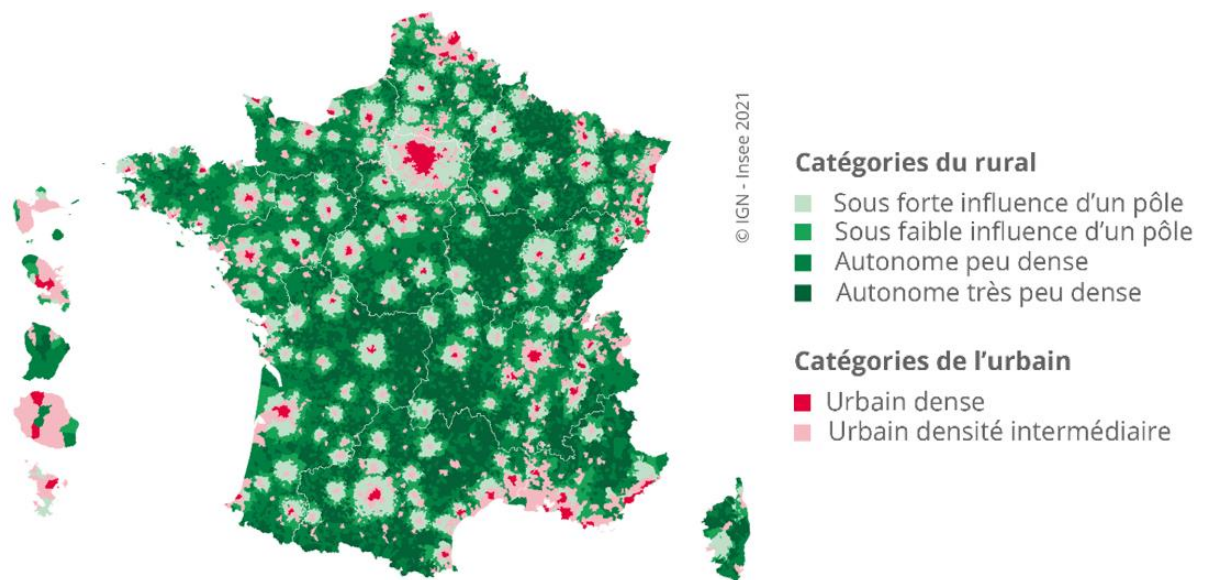 © IGN - Insee 2021
Catégories du rural
Sous forte influence d’un pôle
Sous faible influence d’un pôle
Autonome peu dense
Autonome très peu dense
Catégories de l’urbain
Urbain dense
Urbain densité intermédiaire